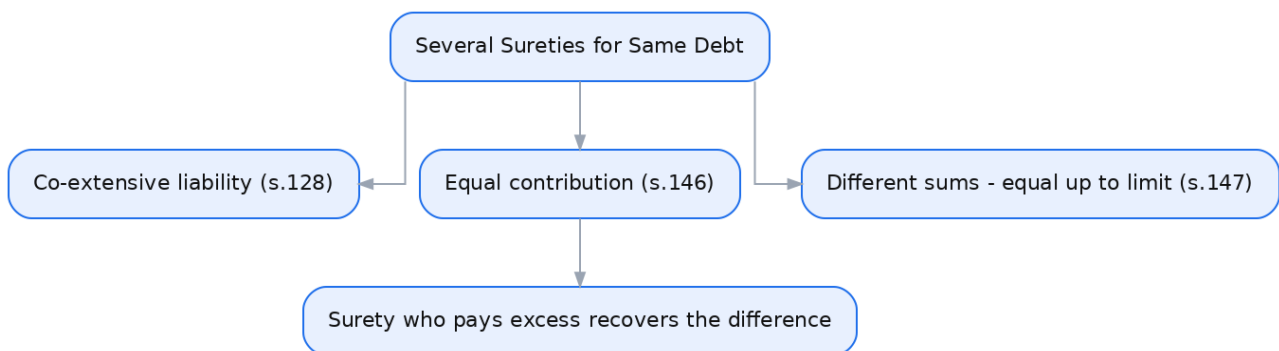 Several Sureties for Same Debt
Co-extensive liability (s.128)
Equal contribution (s.146)
Different sums - equal up to limit (s.147)
Surety who pays excess recovers the difference